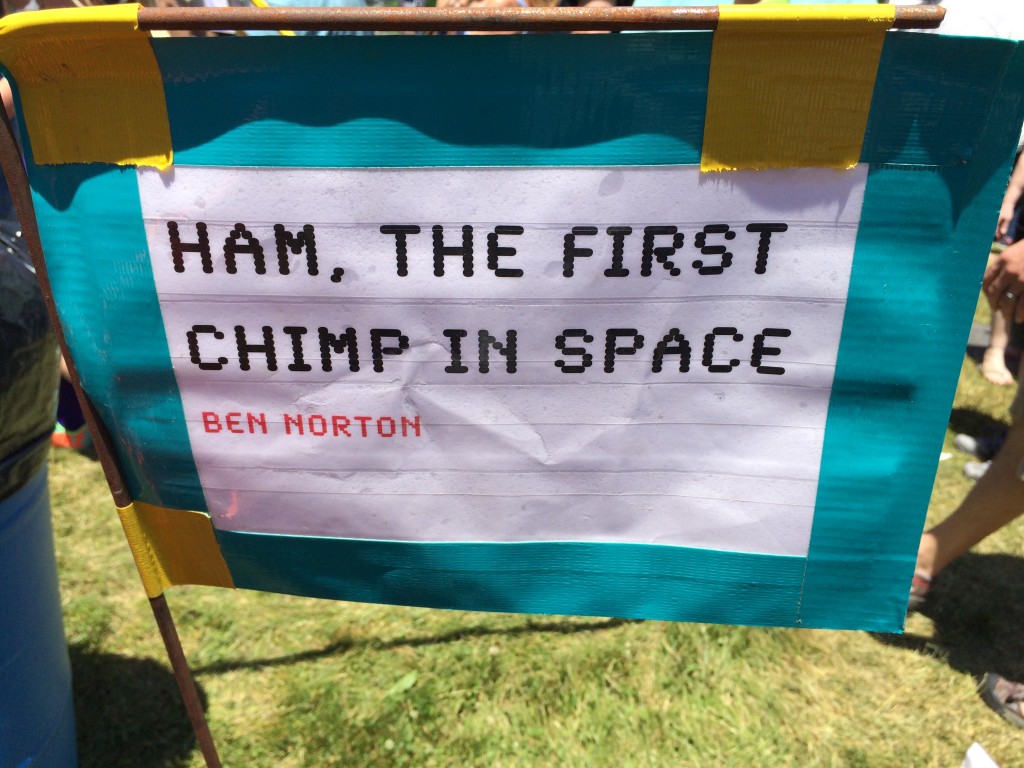 HAM, THE FIRST
CHIMP IN SPACE
BEN NORTON